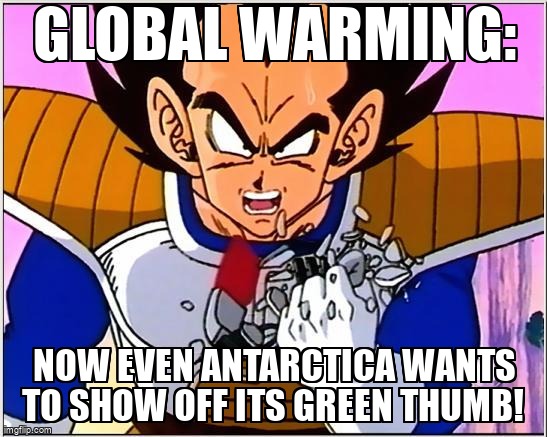 GLOBAL WARMING:
NOW EVEN ANTARCTICA WANTS
TO SHOW OFF ITS GREEN THUMB!
imgflip.com